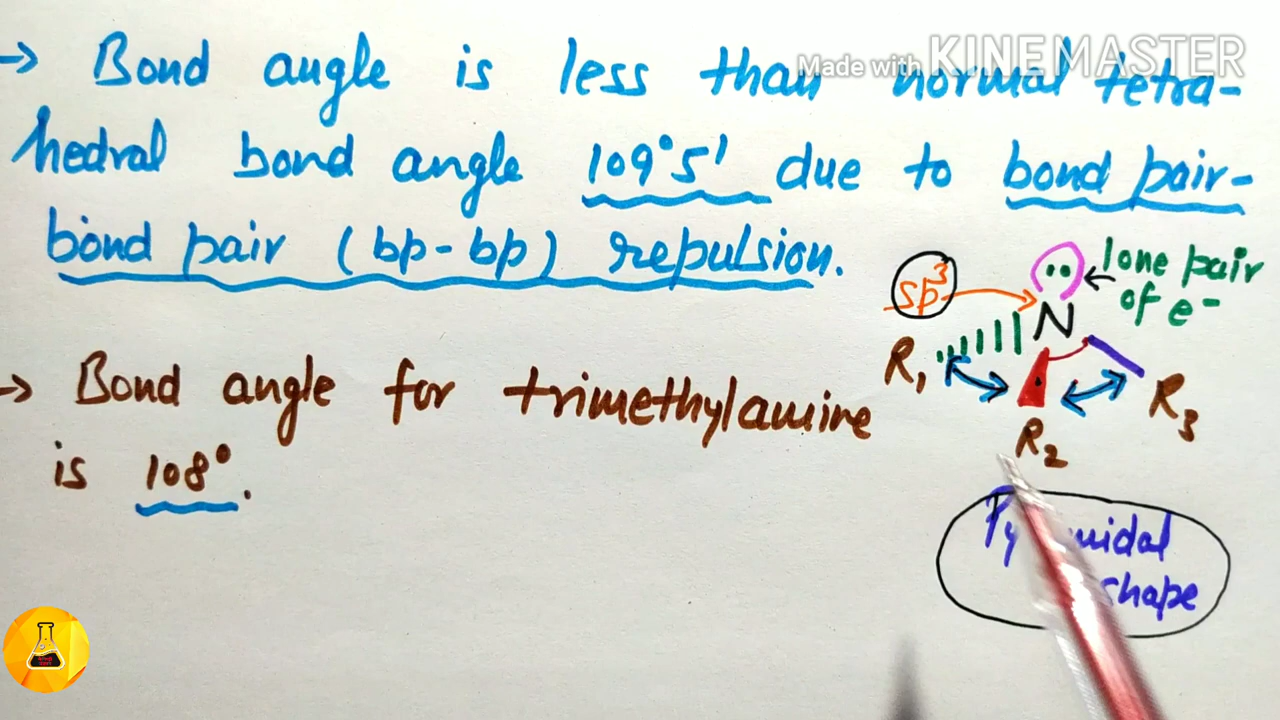 Made with KINEMASTER
→ Bond angle is less than normal tetra-
hedral bond angle 109°5' due to bond pair-
bond pair (bp-bp) repulsion.
sp³
lone pair
of e⁻
N
R₁
R₂
R₃
→ Bond angle for trimethylamine
is 108°.
shape